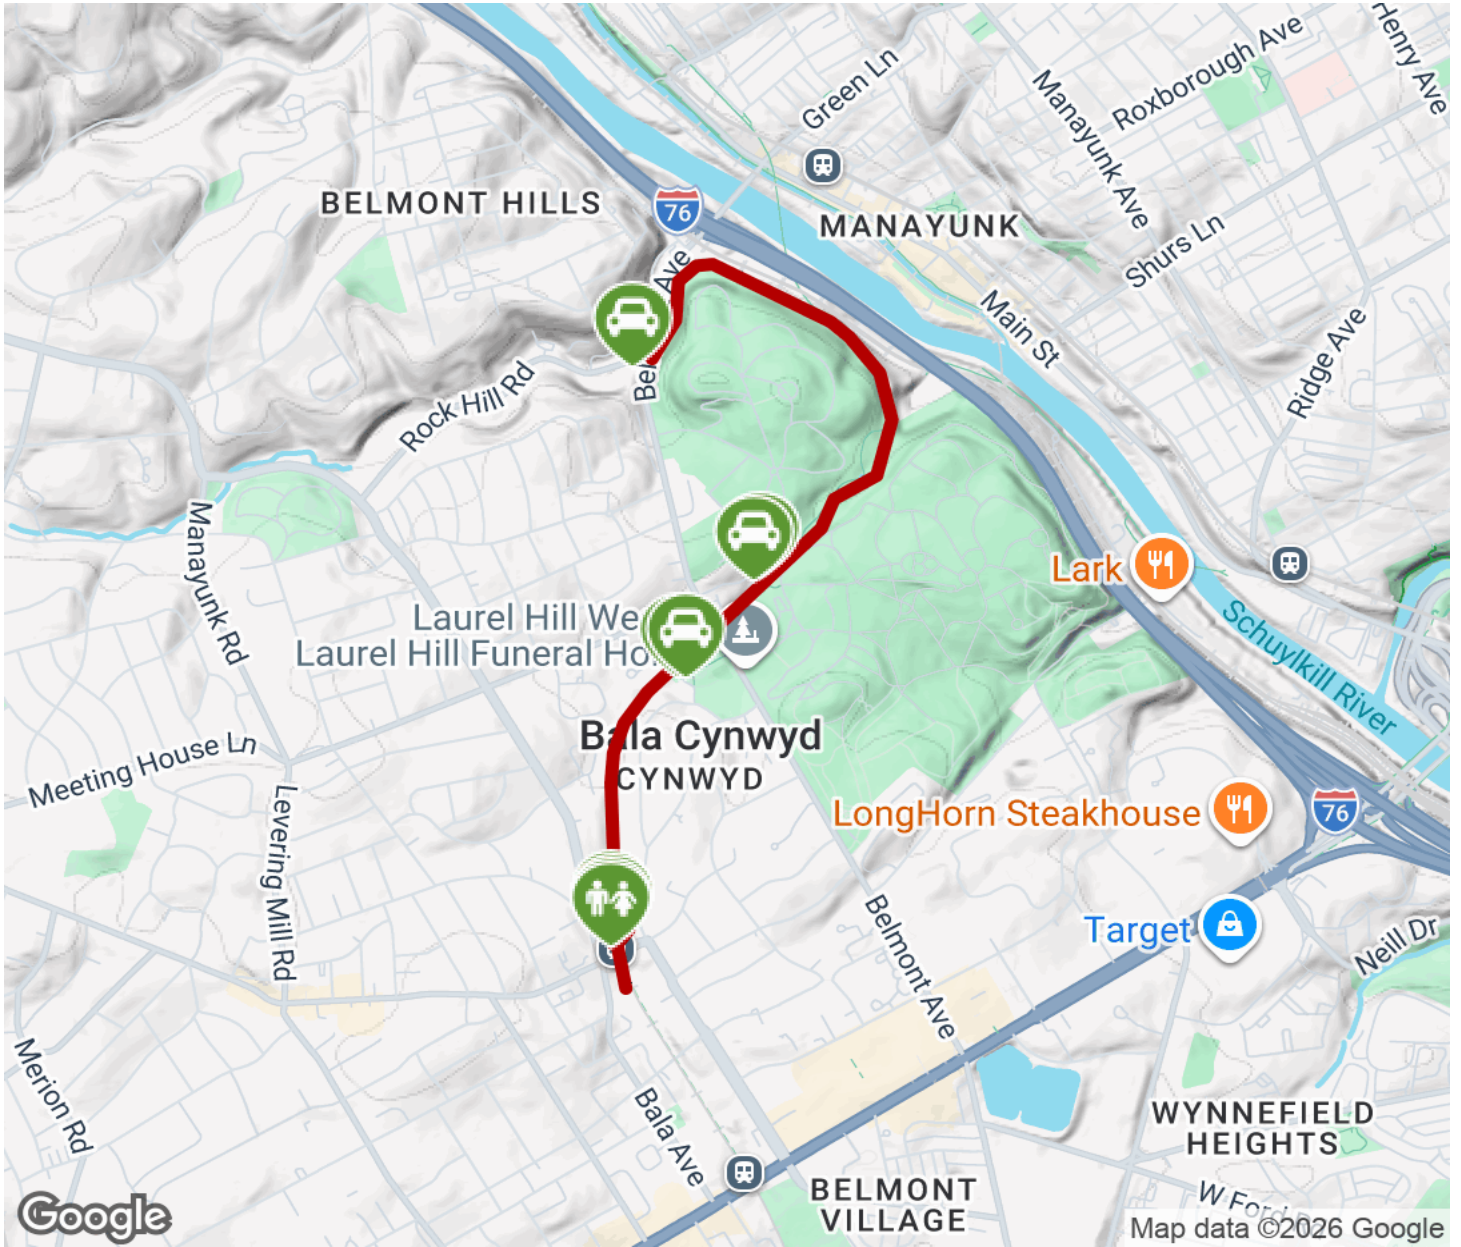 Henry Ave
Roxborough Ave
Green Ln
Manayunk Ave
BELMONT HILLS
76
MANAYUNK
Shurs Ln
Ave
Main St
Ridge Ave
Bel
Rock Hill Rd
Manayunk Rd
Lark
Schuylkill River
Laurel Hill We
Laurel Hill Funeral Ho
Bala Cynwyd
CYNWYD
Meeting House Ln
Levering Mill Rd
LongHorn Steakhouse
76
Belmont Ave
Target
Neill Dr
Merion Rd
Bala Ave
WYNNEFIELD
HEIGHTS
BELMONT
VILLAGE
W Ford
Google
Map data ©2026 Google